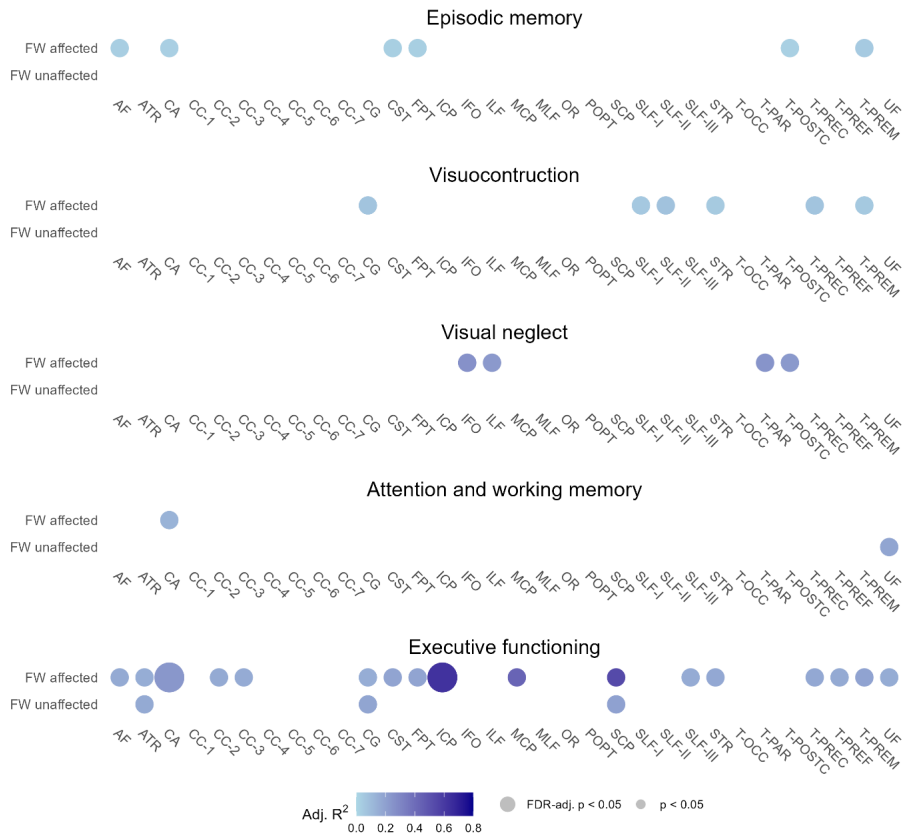 Episodic memory
FW affected
FW unaffected
AF ATR CA CC-1 CC-2 CC-3 CC-4 CC-5 CC-6 CC-7 CG CST FPT ICP IFO ILF MCP MLF OR POPT SCP SLF-I SLF-II SLF-III STR T-OCC T-PAR T-POSTC T-PREC T-PREF T-PREM UF
Visuocontruction
FW affected
FW unaffected
AF ATR CA CC-1 CC-2 CC-3 CC-4 CC-5 CC-6 CC-7 CG CST FPT ICP IFO ILF MCP MLF OR POPT SCP SLF-I SLF-II SLF-III STR T-OCC T-PAR T-POSTC T-PREC T-PREF T-PREM UF
Visual neglect
FW affected
FW unaffected
AF ATR CA CC-1 CC-2 CC-3 CC-4 CC-5 CC-6 CC-7 CG CST FPT ICP IFO ILF MCP MLF OR POPT SCP SLF-I SLF-II SLF-III STR T-OCC T-PAR T-POSTC T-PREC T-PREF T-PREM UF
Attention and working memory
FW affected
FW unaffected
AF ATR CA CC-1 CC-2 CC-3 CC-4 CC-5 CC-6 CC-7 CG CST FPT ICP IFO ILF MCP MLF OR POPT SCP SLF-I SLF-II SLF-III STR T-OCC T-PAR T-POSTC T-PREC T-PREF T-PREM UF
Executive functioning
FW affected
FW unaffected
AF ATR CA CC-1 CC-2 CC-3 CC-4 CC-5 CC-6 CC-7 CG CST FPT ICP IFO ILF MCP MLF OR POPT SCP SLF-I SLF-II SLF-III STR T-OCC T-PAR T-POSTC T-PREC T-PREF T-PREM UF
Adj. R² FDR-adj. p < 0.05 p < 0.05
0.0 0.2 0.4 0.6 0.8